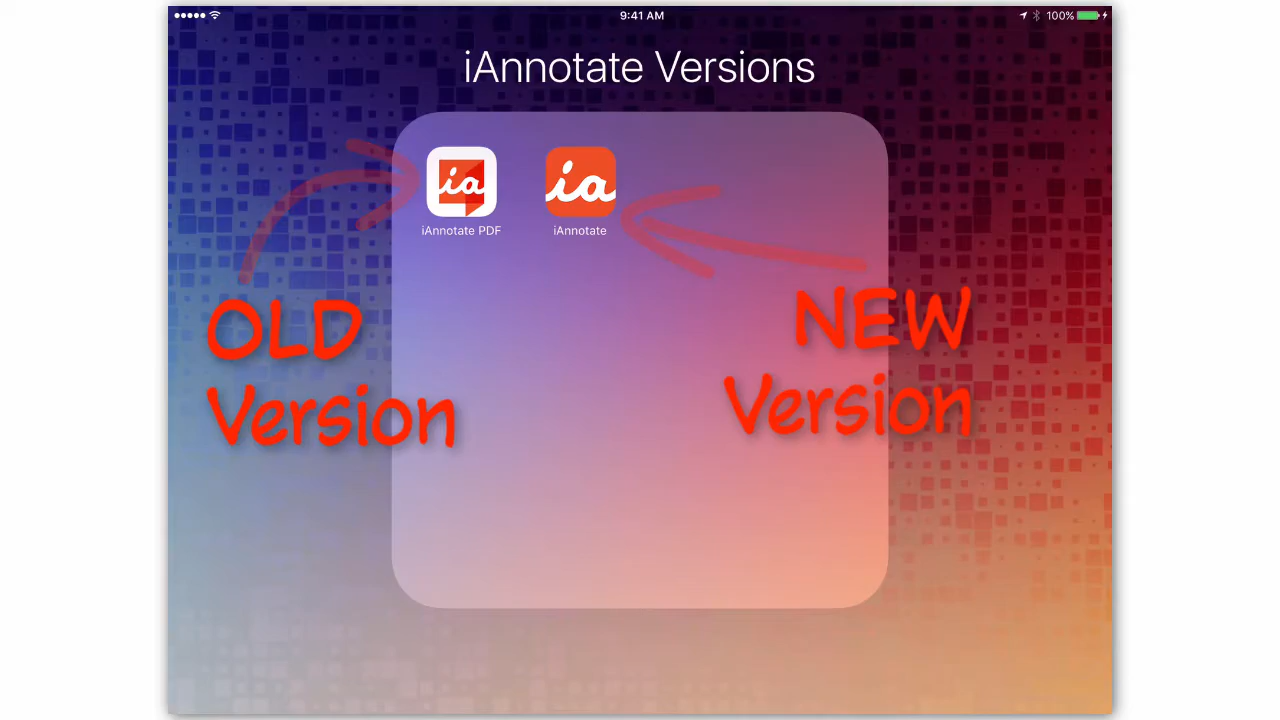 9:41 AM
100%
iAnnotate Versions
ia
ia
iAnnotate PDF
iAnnotate
OLD
Version
NEW
Version